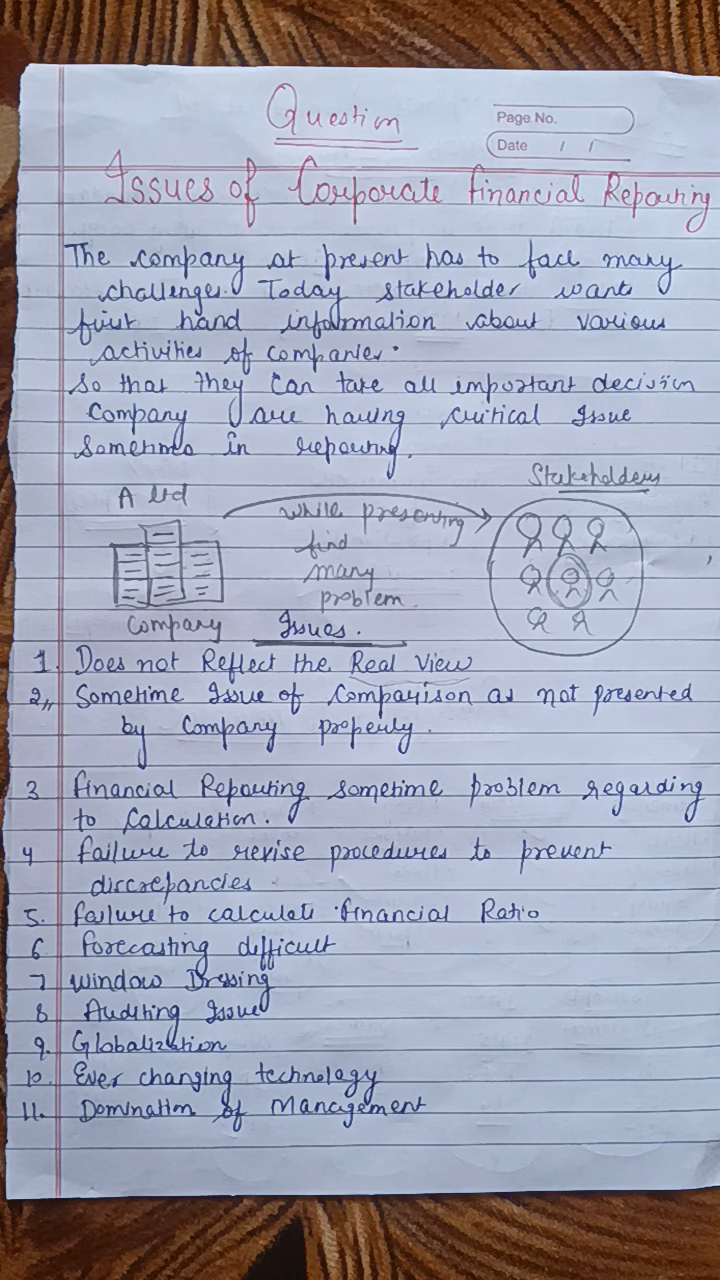 Question
Page No.
Date / /
Issues of Corporate Financial Reporting
The company at present has to face many
challenges. Today stakeholder want
first hand information about various
activities of companies.
so that they can take all important decision
Company are having critical Issue
Sometimes in reporting.
Stakeholders
A Ltd
while presenting
find
many
problem
Company
Issues.
1. Does not Reflect the Real View
2,, Sometime Issue of Comparison as not presented
by Company properly.
3 Financial Reporting sometime problem regarding
to Calculation.
4 failure to revise procedures to prevent
discrepancies
5. failure to calculate financial Ratio
6 Forecasting difficult
7 Window Dressing
8 Auditing Issue
9. Globalization
10. Ever changing technology
11. Domination of Management